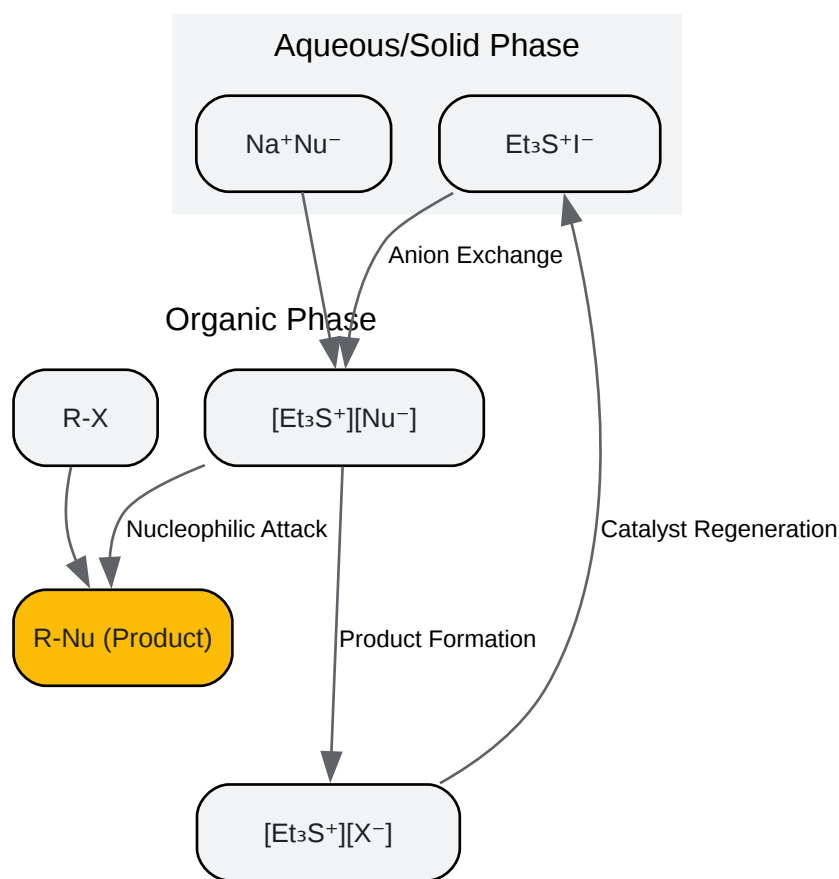 Aqueous/Solid Phase
Na⁺Nu⁻
Et₃S⁺I⁻
Anion Exchange
Organic Phase
R-X
[Et₃S⁺][Nu⁻]
Nucleophilic Attack
Catalyst Regeneration
R-Nu (Product)
Product Formation
[Et₃S⁺][X⁻]